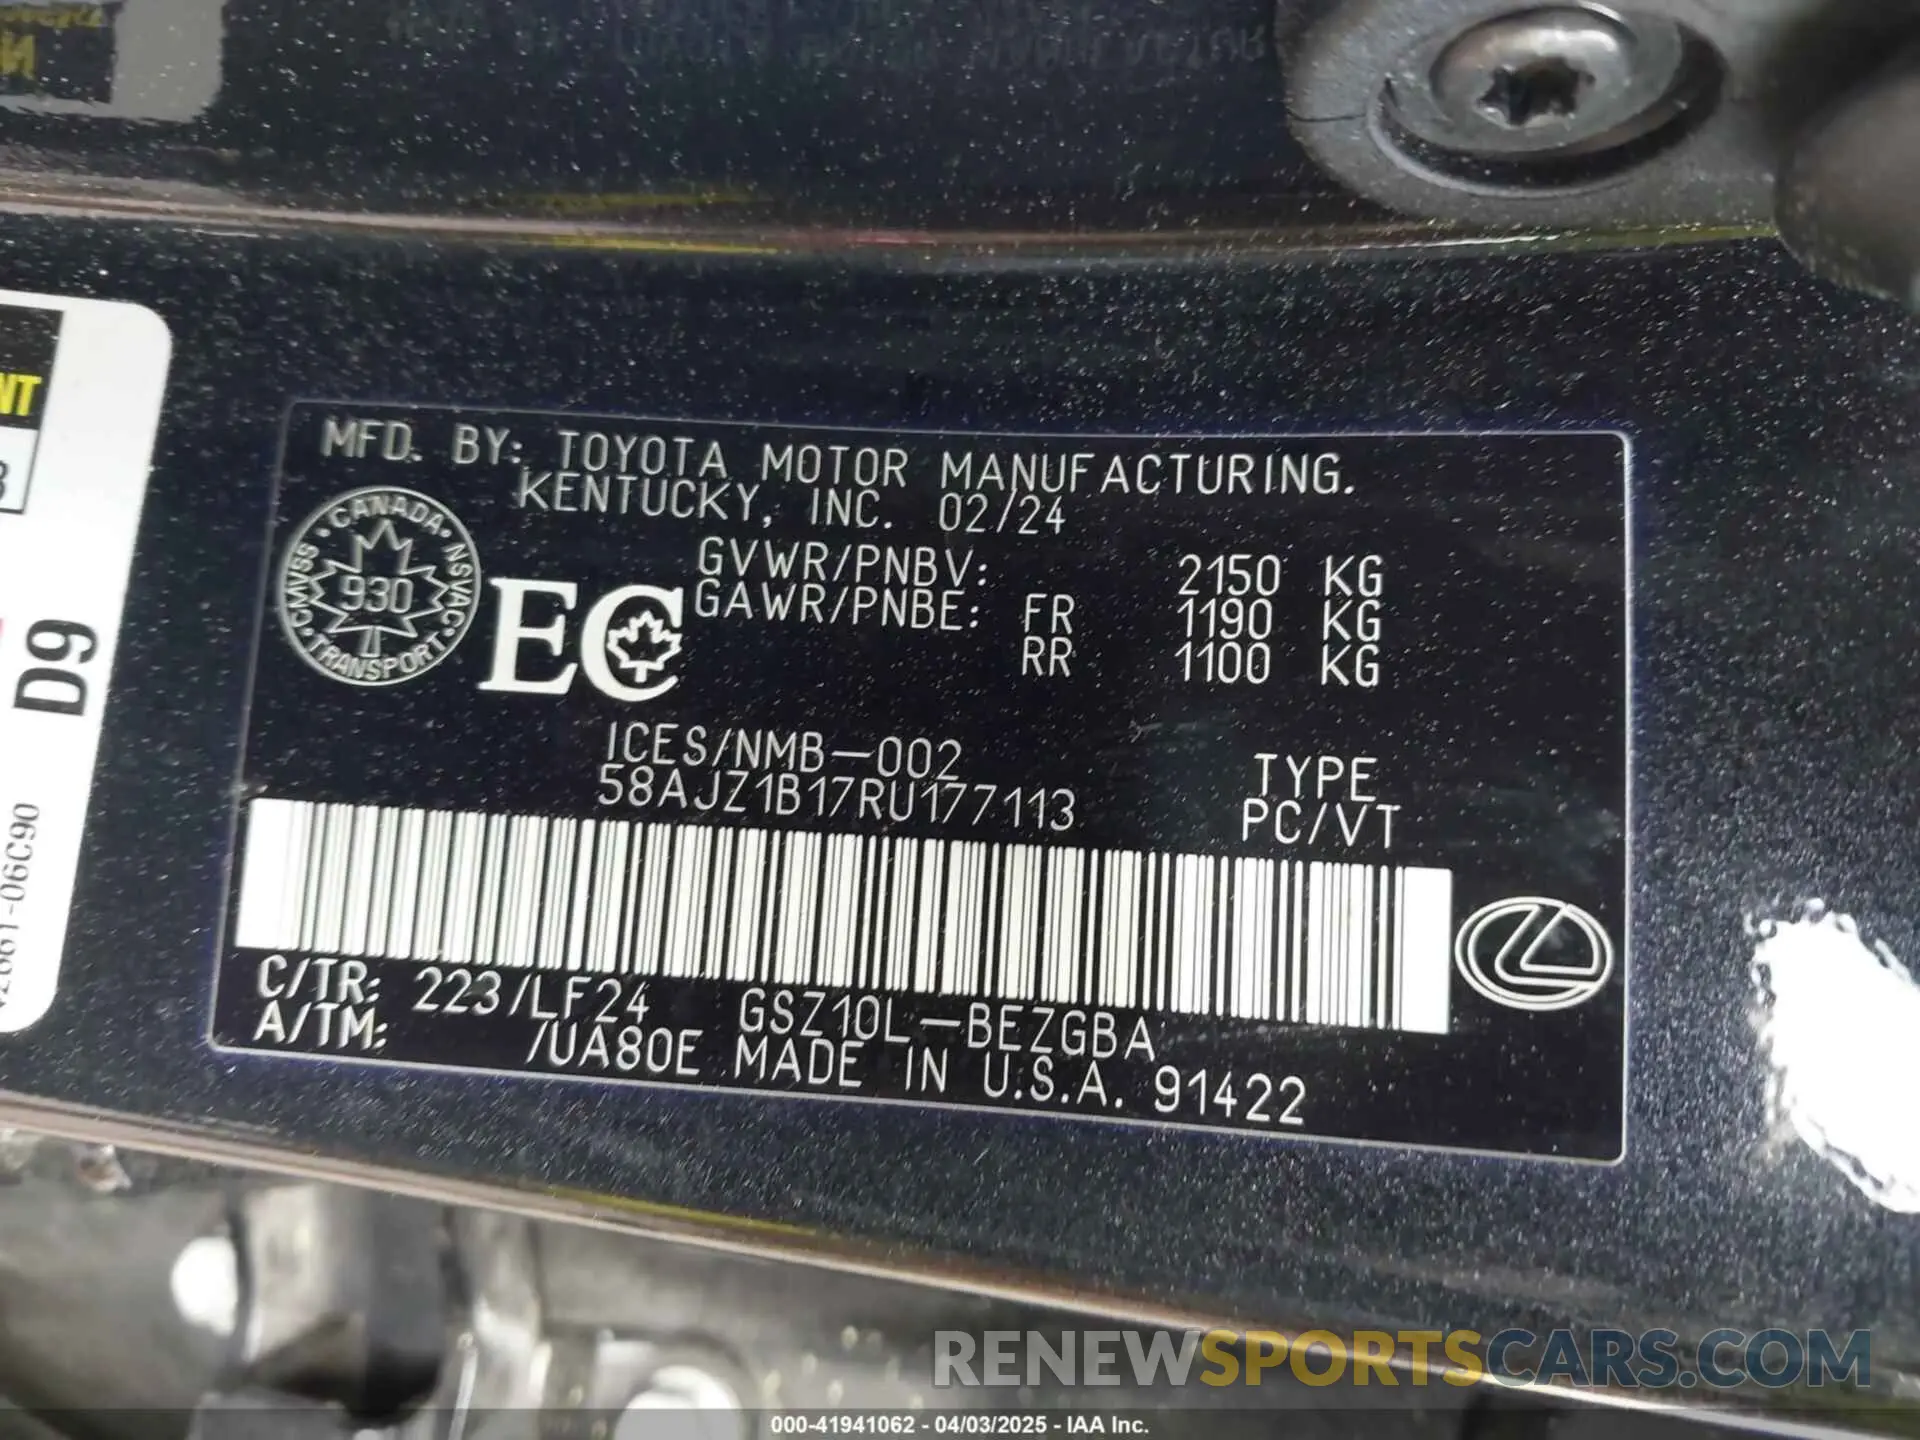 MFD. BY: TOYOTA MOTOR MANUFACTURING.
KENTUCKY, INC. 02/24
GVWR/PNBV: 2150 KG
GAWR/PNBE: FR 1190 KG
RR 1100 KG
CANADA
CMVSS 930 NSVAC
TRANSPORT
EC
ICES/NMB-002
58AJZ1B17RU177113
TYPE
PC/VT
C/TR: 223/LF24 GSZ10L-BEZGBA
A/TM: /UA80E MADE IN U.S.A. 91422
D9
RENEWSPORTSCARS.COM
000-41941062 - 04/03/2025 - IAA Inc.